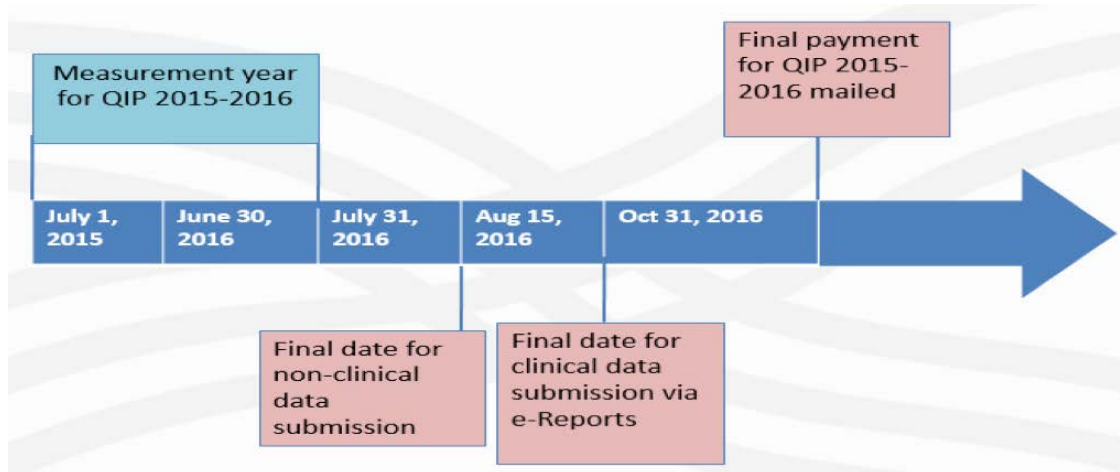 Measurement year
for QIP 2015-2016
Final payment
for QIP 2015-
2016 mailed
July 1,
2015
June 30,
2016
July 31,
2016
Aug 15,
2016
Oct 31, 2016
Final date for
non-clinical
data
submission
Final date for
clinical data
submission via
e-Reports